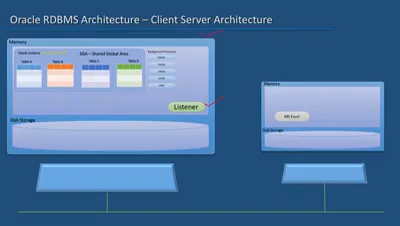 Oracle RDBMS Architecture – Client Server Architecture
Memory
Oracle Instance
SGA – Shared Global Area
Background Processes
Table A
Table B
Table C
Table D
Listener
Disk Storage
Memory
MS Excel
Disk Storage